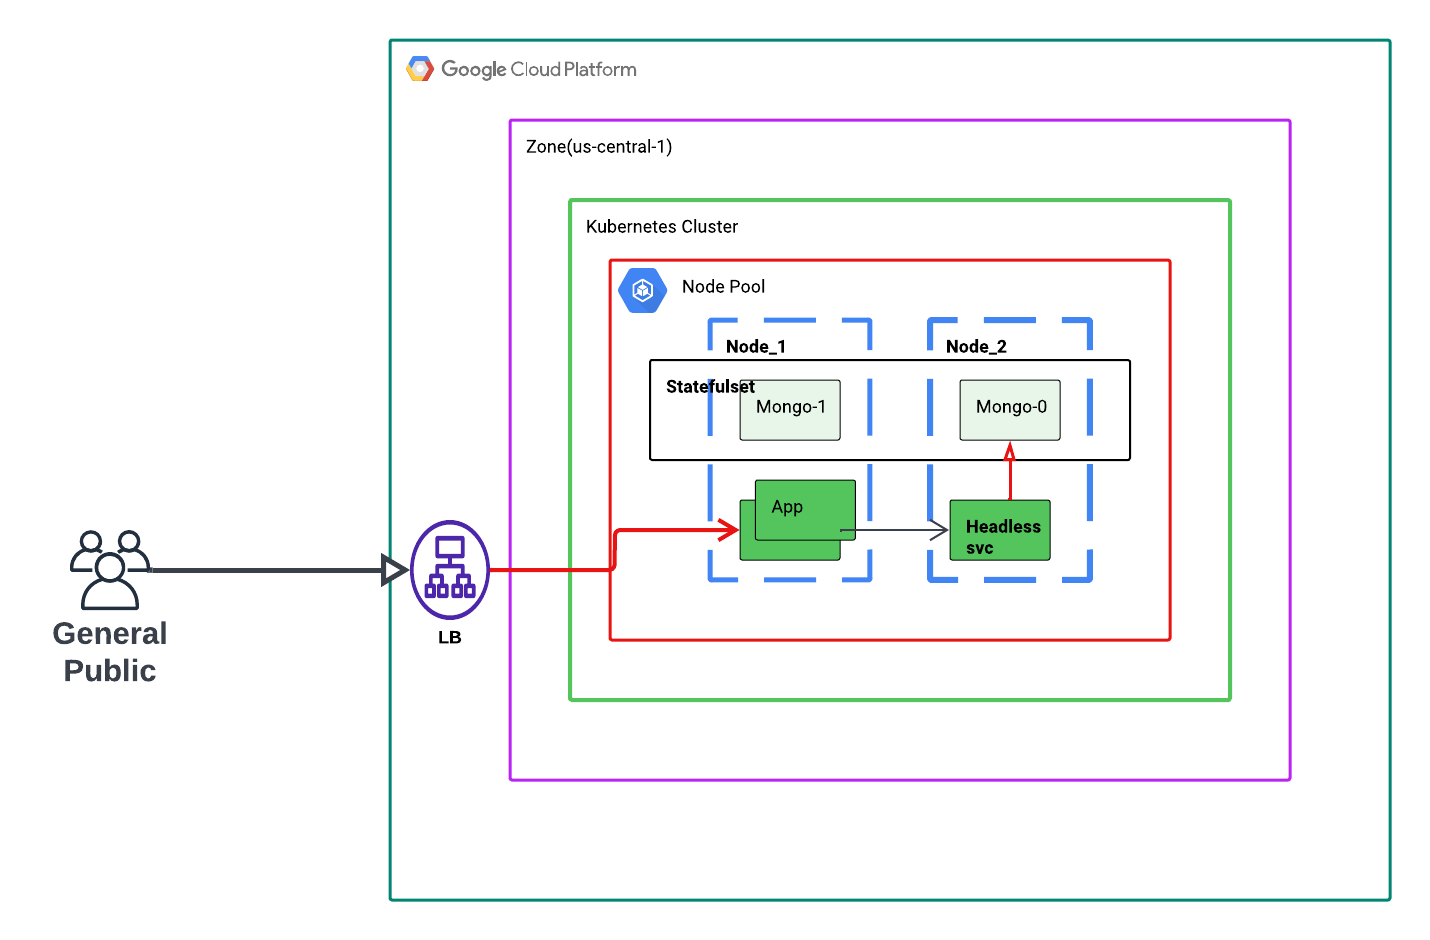 Google Cloud Platform
Zone(us-central-1)
Kubernetes Cluster
Node Pool
Node_1
Node_2
Statefulset
Mongo-1
Mongo-0
App
Headless
svc
General
Public
LB